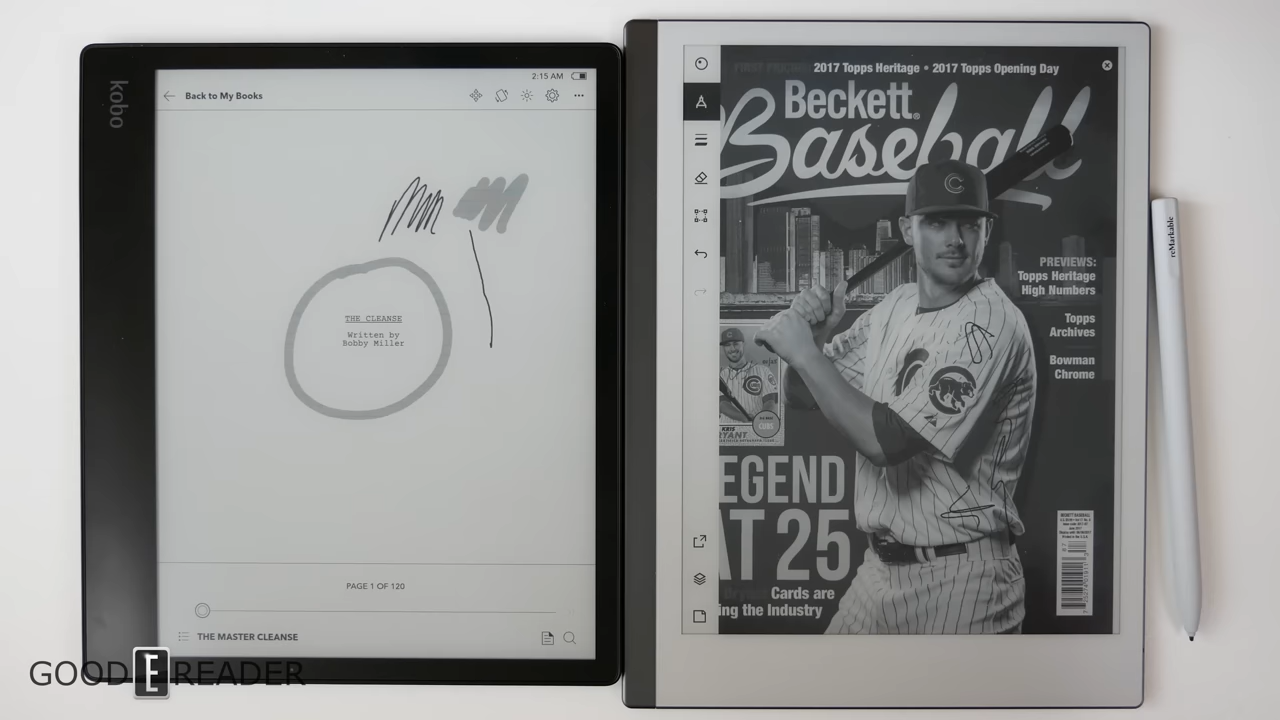 kobo
2:15 AM
Back to My Books
THE CLEANSE
Written by
Bobby Miller
PAGE 1 OF 120
THE MASTER CLEANSE
GOOD E READER
2017 Topps Heritage • 2017 Topps Opening Day
Beckett®
Baseball
PREVIEWS:
Topps Heritage
High Numbers
Topps
Archives
Bowman
Chrome
RYANT
CUBS
EGEND
AT 25
Cards are
ing the Industry
reMarkable